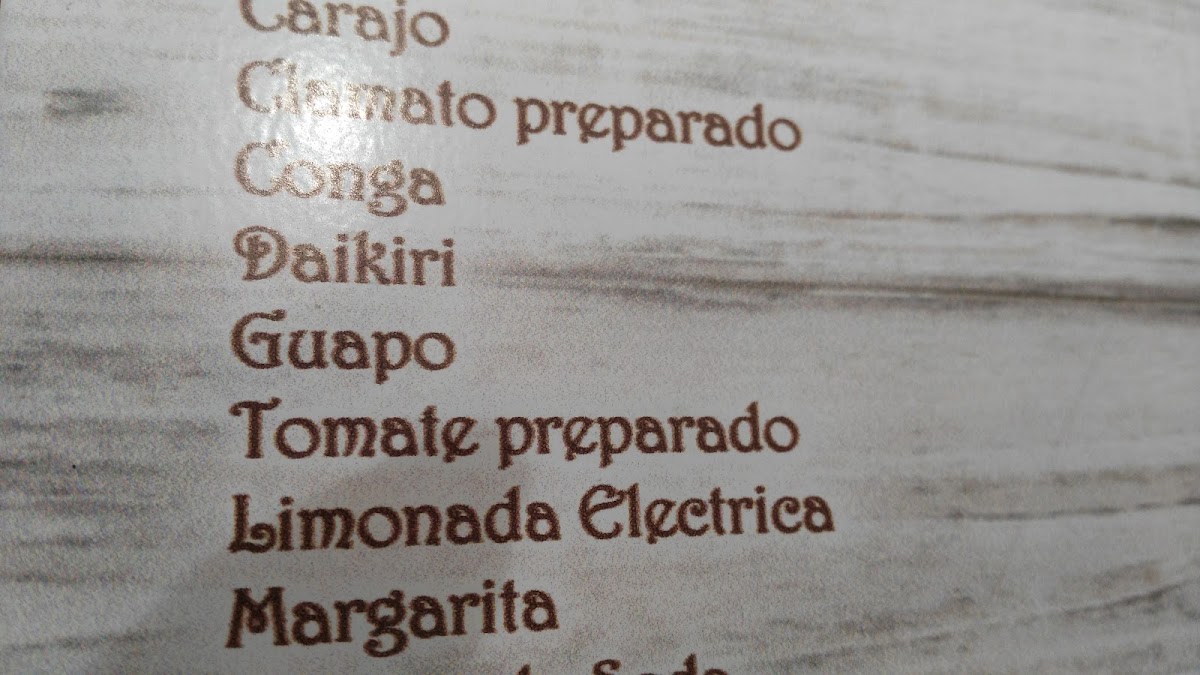 Carajo
Clamato preparado
Conga
Daikiri
Guapo
Tomate preparado
Limonada Electrica
Margarita